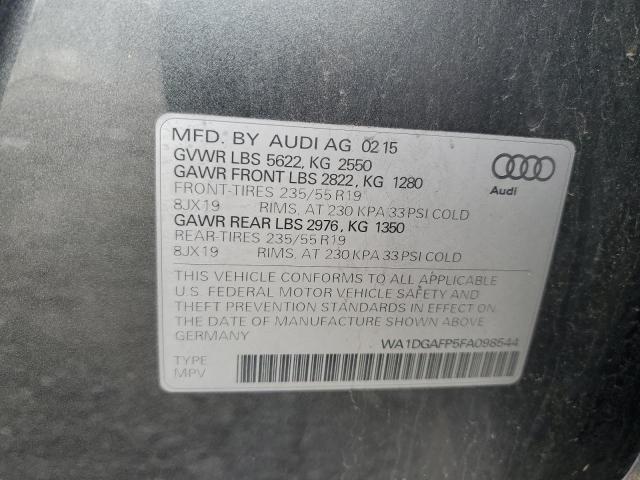 MFD. BY AUDI AG 02 15
GVWR LBS 5622, KG 2550
GAWR FRONT LBS 2822, KG 1280
FRONT-TIRES 235/55 R19
8JX19 RIMS, AT 230 KPA 33 PSI COLD
GAWR REAR LBS 2976, KG 1350
REAR-TIRES 235/55 R19
8JX19 RIMS, AT 230 KPA 33 PSI COLD
Audi
THIS VEHICLE CONFORMS TO ALL APPLICABLE
U.S. FEDERAL MOTOR VEHICLE SAFETY AND
THEFT PREVENTION STANDARDS IN EFFECT ON
THE DATE OF MANUFACTURE SHOWN ABOVE
GERMANY WA1DGAFP5FA098544
TYPE
MPV